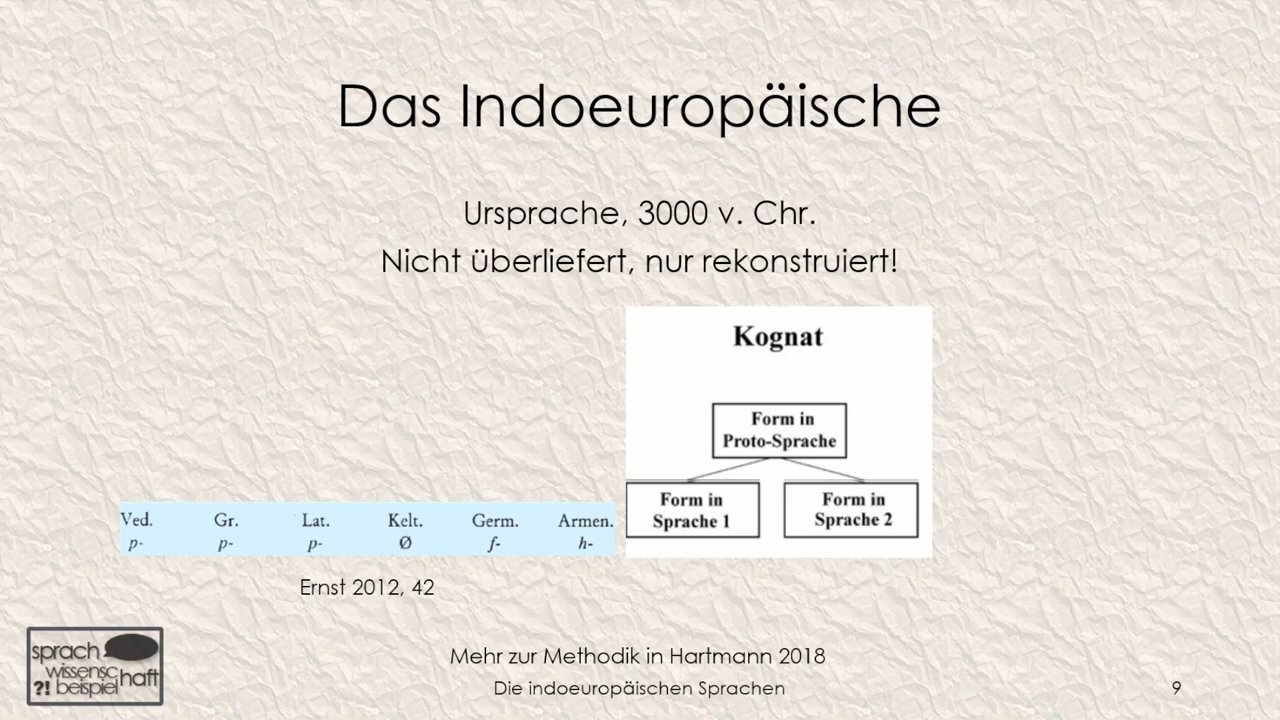 Das Indoeuropäische
Ursprache, 3000 v. Chr.
Nicht überliefert, nur rekonstruiert!
Kognat
Form in
Proto-Sprache
Form in
Sprache 1
Form in
Sprache 2
Ved. Gr. Lat. Kelt. Germ. Armen.
p- p- p- Ø f- h-
Ernst 2012, 42
Mehr zur Methodik in Hartmann 2018
Die indoeuropäischen Sprachen
9
sprach
wissensc
haft
?! beispiel